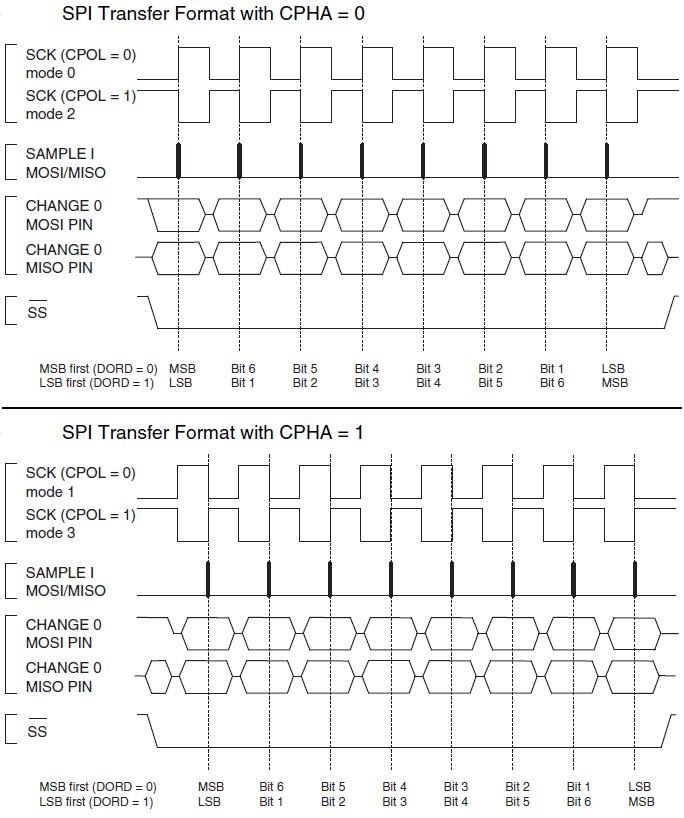 SPI Transfer Format with CPHA = 0
SCK (CPOL = 0)
mode 0
SCK (CPOL = 1)
mode 2
SAMPLE I
MOSI/MISO
CHANGE 0
MOSI PIN
CHANGE 0
MISO PIN
SS
MSB first (DORD = 0) MSB Bit 6 Bit 5 Bit 4 Bit 3 Bit 2 Bit 1 LSB
LSB first (DORD = 1) LSB Bit 1 Bit 2 Bit 3 Bit 4 Bit 5 Bit 6 MSB
SPI Transfer Format with CPHA = 1
SCK (CPOL = 0)
mode 1
SCK (CPOL = 1)
mode 3
SAMPLE I
MOSI/MISO
CHANGE 0
MOSI PIN
CHANGE 0
MISO PIN
SS
MSB first (DORD = 0) MSB Bit 6 Bit 5 Bit 4 Bit 3 Bit 2 Bit 1 LSB
LSB first (DORD = 1) LSB Bit 1 Bit 2 Bit 3 Bit 4 Bit 5 Bit 6 MSB